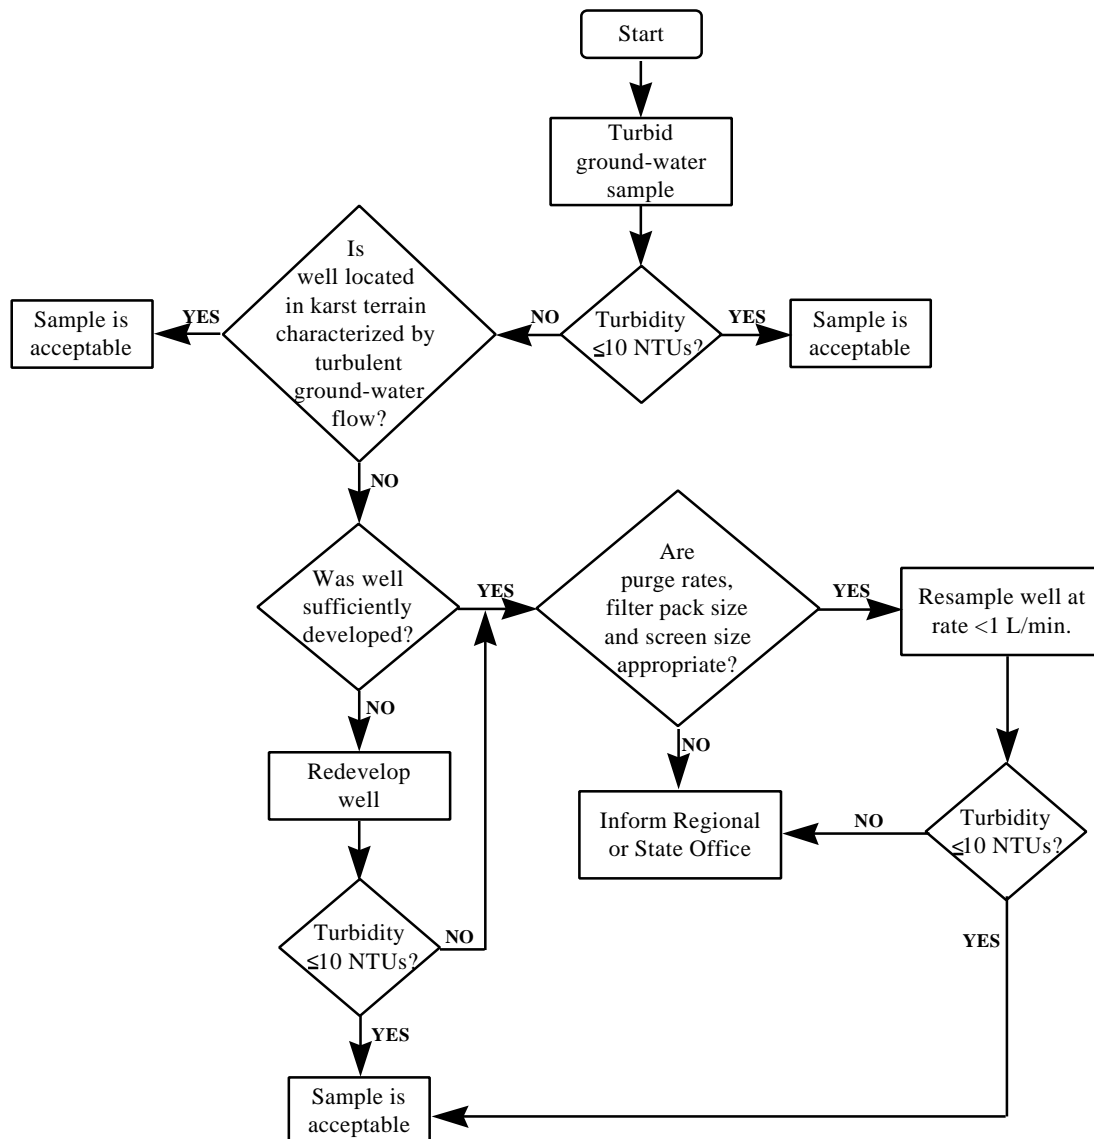 Start
Turbid
ground-water
sample
Is
well located
in karst terrain
characterized by
turbulent
ground-water
flow?
YES
Sample is
acceptable
NO
Turbidity
≤10 NTUs?
YES
Sample is
acceptable
NO
Was well
sufficiently
developed?
YES
Are
purge rates,
filter pack size
and screen size
appropriate?
YES
Resample well at
rate <1 L/min.
NO
Redevelop
well
NO
Inform Regional
or State Office
NO
Turbidity
≤10 NTUs?
Turbidity
≤10 NTUs?
NO
YES
YES
Sample is
acceptable